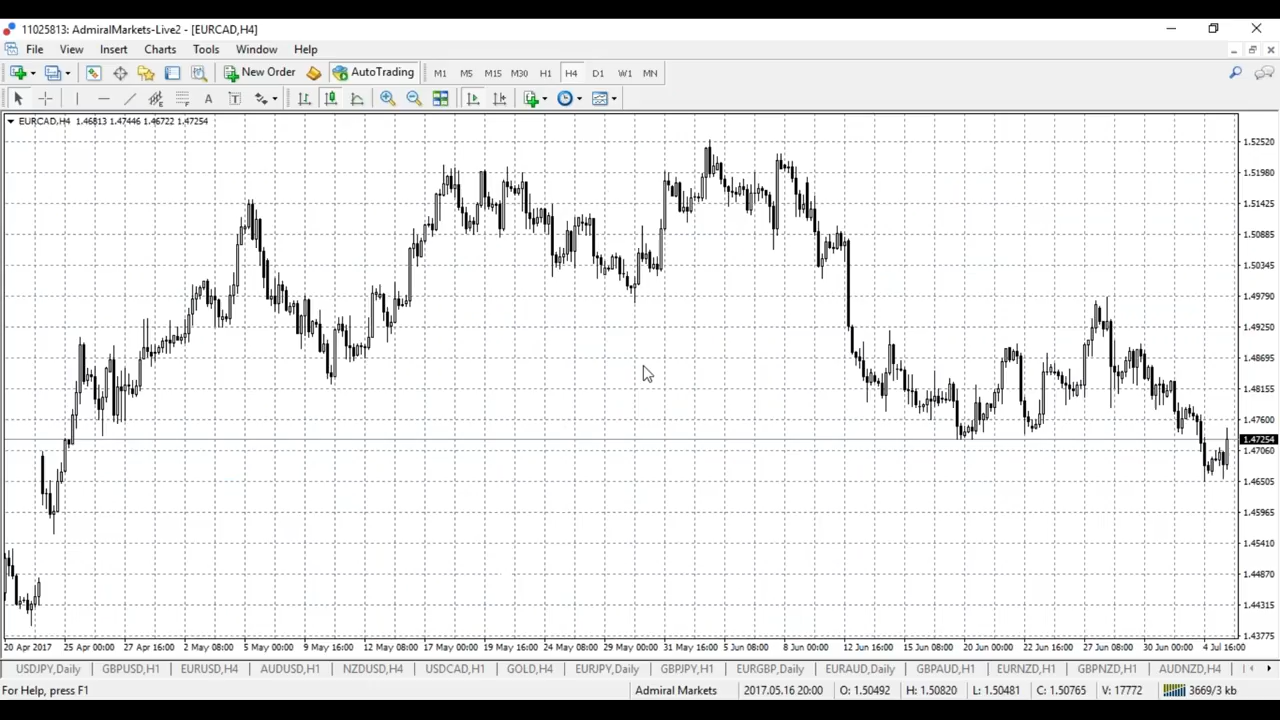 11025813: AdmiralMarkets-Live2 - [EURCAD,H4]
File View Insert Charts Tools Window Help
New Order AutoTrading M1 M5 M15 M30 H1 H4 D1 W1 MN
A T
EURCAD,H4 1.46813 1.47446 1.46722 1.47254
1.52520
1.51980
1.51425
1.50885
1.50345
1.49790
1.49250
1.48695
1.48155
1.47600
1.47254
1.47060
1.46505
1.45965
1.45410
1.44870
1.44315
1.43775
20 Apr 2017 25 Apr 00:00 27 Apr 16:00 2 May 08:00 5 May 00:00 9 May 16:00 12 May 08:00 17 May 00:00 19 May 16:00 24 May 08:00 29 May 00:00 31 May 16:00 5 Jun 08:00 8 Jun 00:00 12 Jun 16:00 15 Jun 08:00 20 Jun 00:00 22 Jun 16:00 27 Jun 08:00 30 Jun 00:00 4 Jul 16:00
USDJPY,Daily GBPUSD,H1 EURUSD,H4 AUDUSD,H1 NZDUSD,H4 USDCAD,H1 GOLD,H4 EURJPY,Daily GBPJPY,H1 EURGBP,Daily EURAUD,Daily GBPAUD,H1 EURNZD,H1 GBPNZD,H1 AUDNZD,H4
For Help, press F1 Admiral Markets 2017.05.16 20:00 O: 1.50492 H: 1.50820 L: 1.50481 C: 1.50765 V: 17772 3669/3 kb